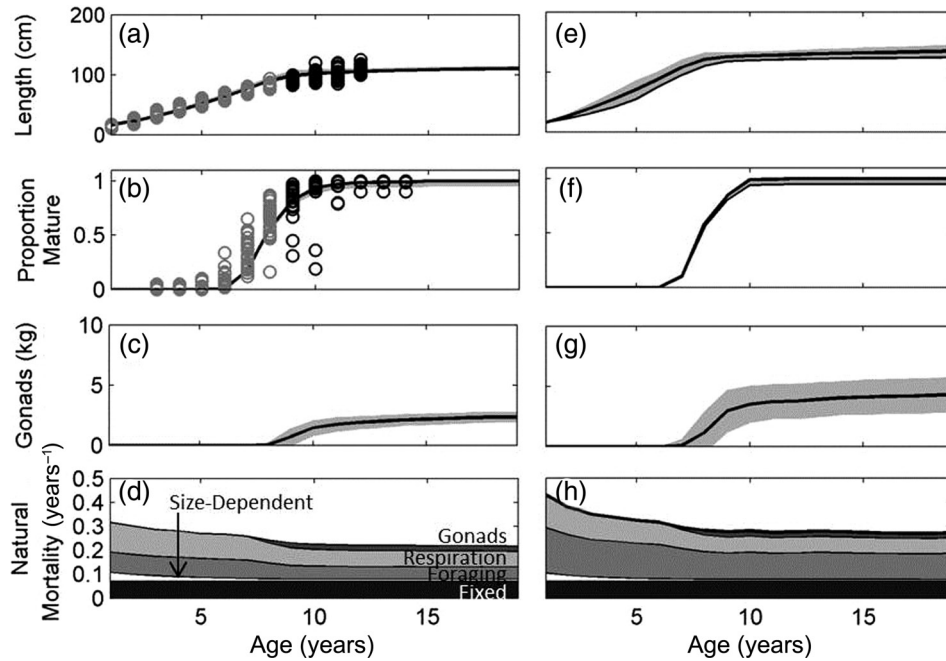 (a)
(e)
200
100
0
Length (cm)
(b)
(f)
1
0.5
0
Proportion
Mature
(c)
(g)
10
5
0
Gonads (kg)
(d)
(h)
0.5
0.4
0.3
0.2
0.1
0
Natural
Mortality (years⁻¹)
Size-Dependent
Gonads
Respiration
Foraging
Fixed
5 10 15
5 10 15
Age (years)
Age (years)